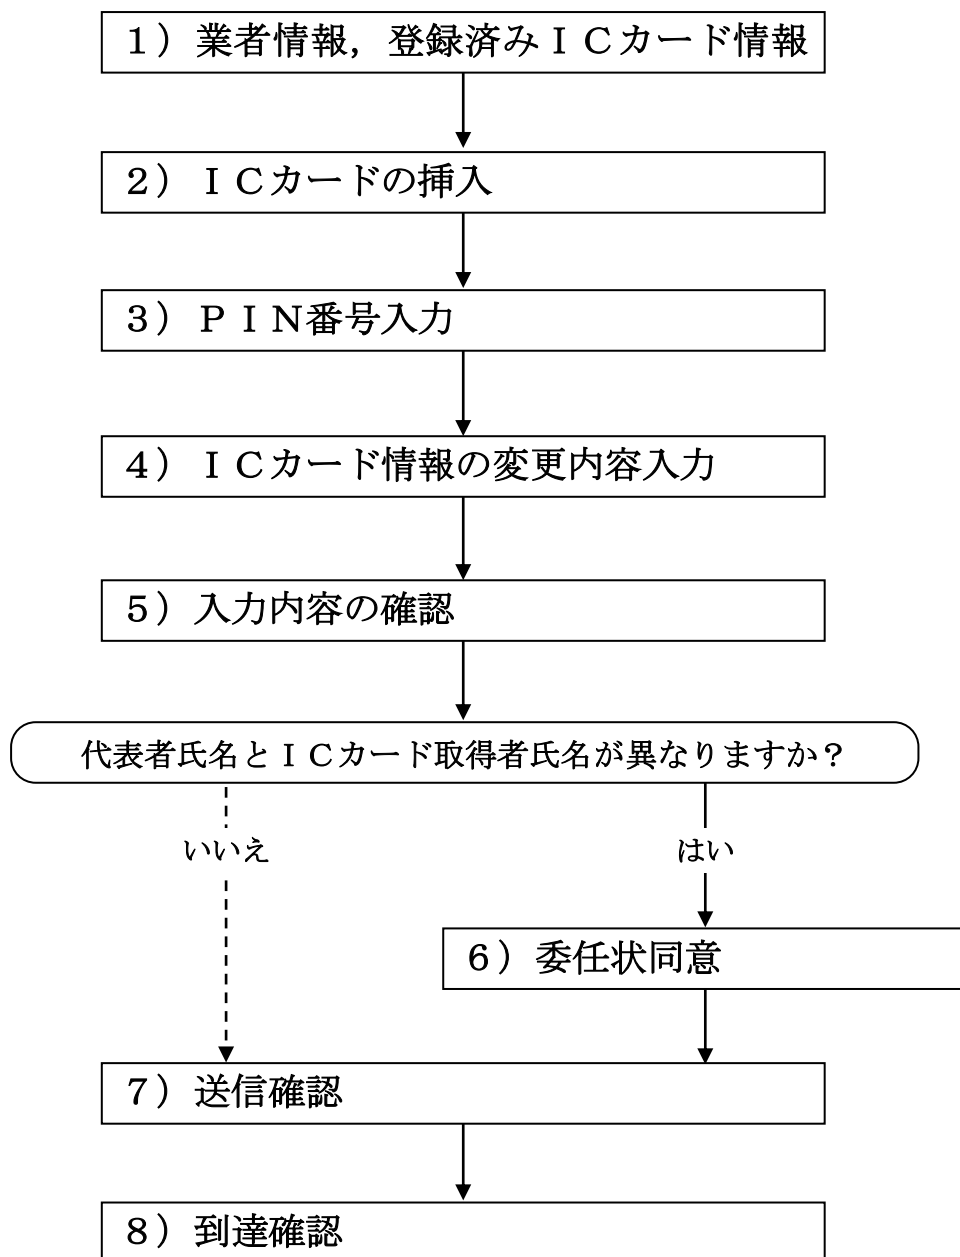 １）業者情報，登録済みＩＣカード情報
２）ＩＣカードの挿入
３）ＰＩＮ番号入力
４）ＩＣカード情報の変更内容入力
５）入力内容の確認
代表者氏名とＩＣカード取得者氏名が異なりますか？
いいえ
はい
６）委任状同意
７）送信確認
８）到達確認